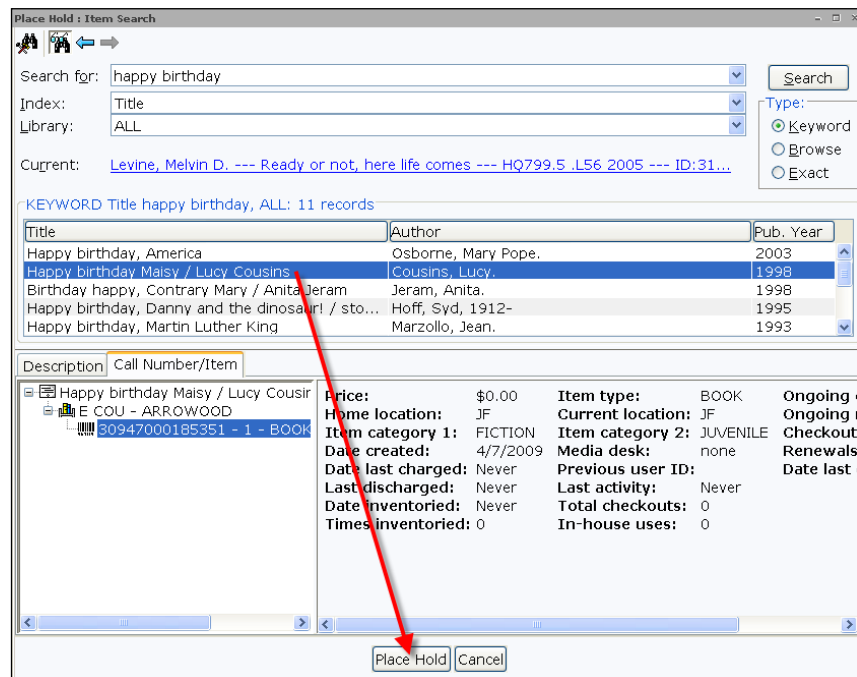 Place Hold : Item Search
Search for: happy birthday Search
Index: Title Type:
Library: ALL Keyword
Browse
Current: Levine, Melvin D. --- Ready or not, here life comes --- HQ799.5 .L56 2005 --- ID:31...
Exact
KEYWORD Title happy birthday, ALL: 11 records
Title Author Pub. Year
Happy birthday, America Osborne, Mary Pope. 2003
Happy birthday Maisy / Lucy Cousins Cousins, Lucy. 1998
Birthday happy, Contrary Mary / Anita Jeram Jeram, Anita. 1998
Happy birthday, Danny and the dinosaur! / sto... Hoff, Syd, 1912- 1995
Happy birthday, Martin Luther King Marzollo, Jean. 1993
Description Call Number/Item
Happy birthday Maisy / Lucy Cousin
E COU - ARROWOOD
30947000185351 - 1 - BOOK
Price: $0.00 Item type: BOOK Ongoing
Home location: JF Current location: JF Ongoing
Item category 1: FICTION Item category 2: JUVENILE Checkout
Date created: 4/7/2009 Media desk: none Renewals
Date last charged: Never Previous user ID: Date last
Last discharged: Never Last activity: Never
Date inventoried: Never Total checkouts: 0
Times inventoried: 0 In-house uses: 0
Place Hold Cancel